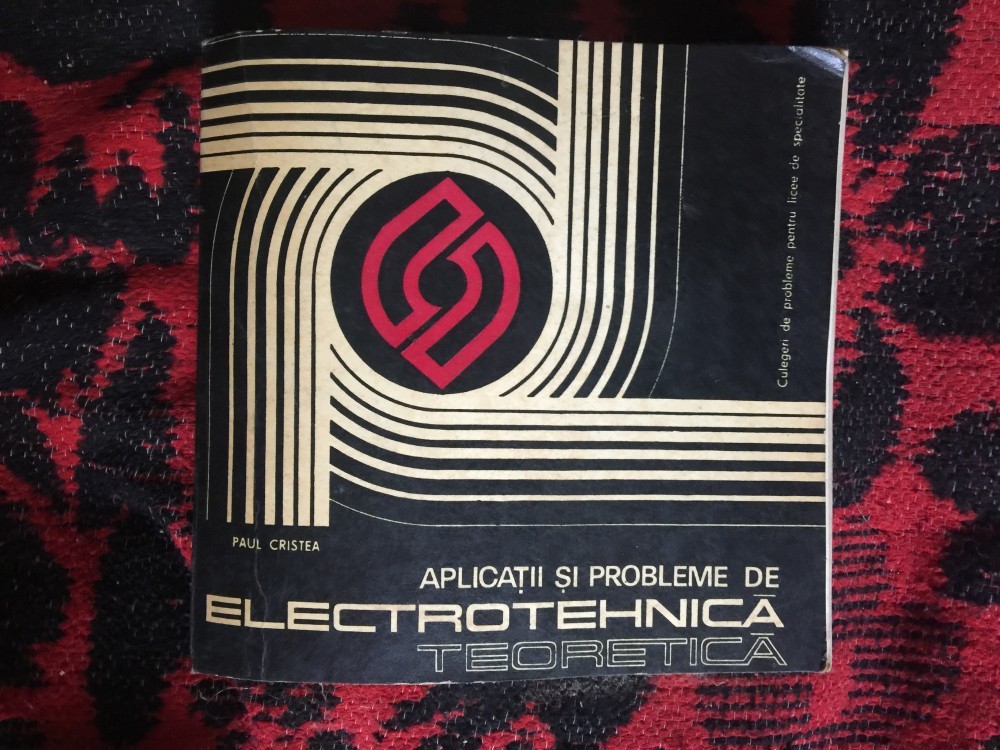 Culegeri de probleme pentru licee de specialitate
PAUL CRISTEA
APLICAȚII ȘI PROBLEME DE
ELECTROTEHNICĂ
TEORETICĂ